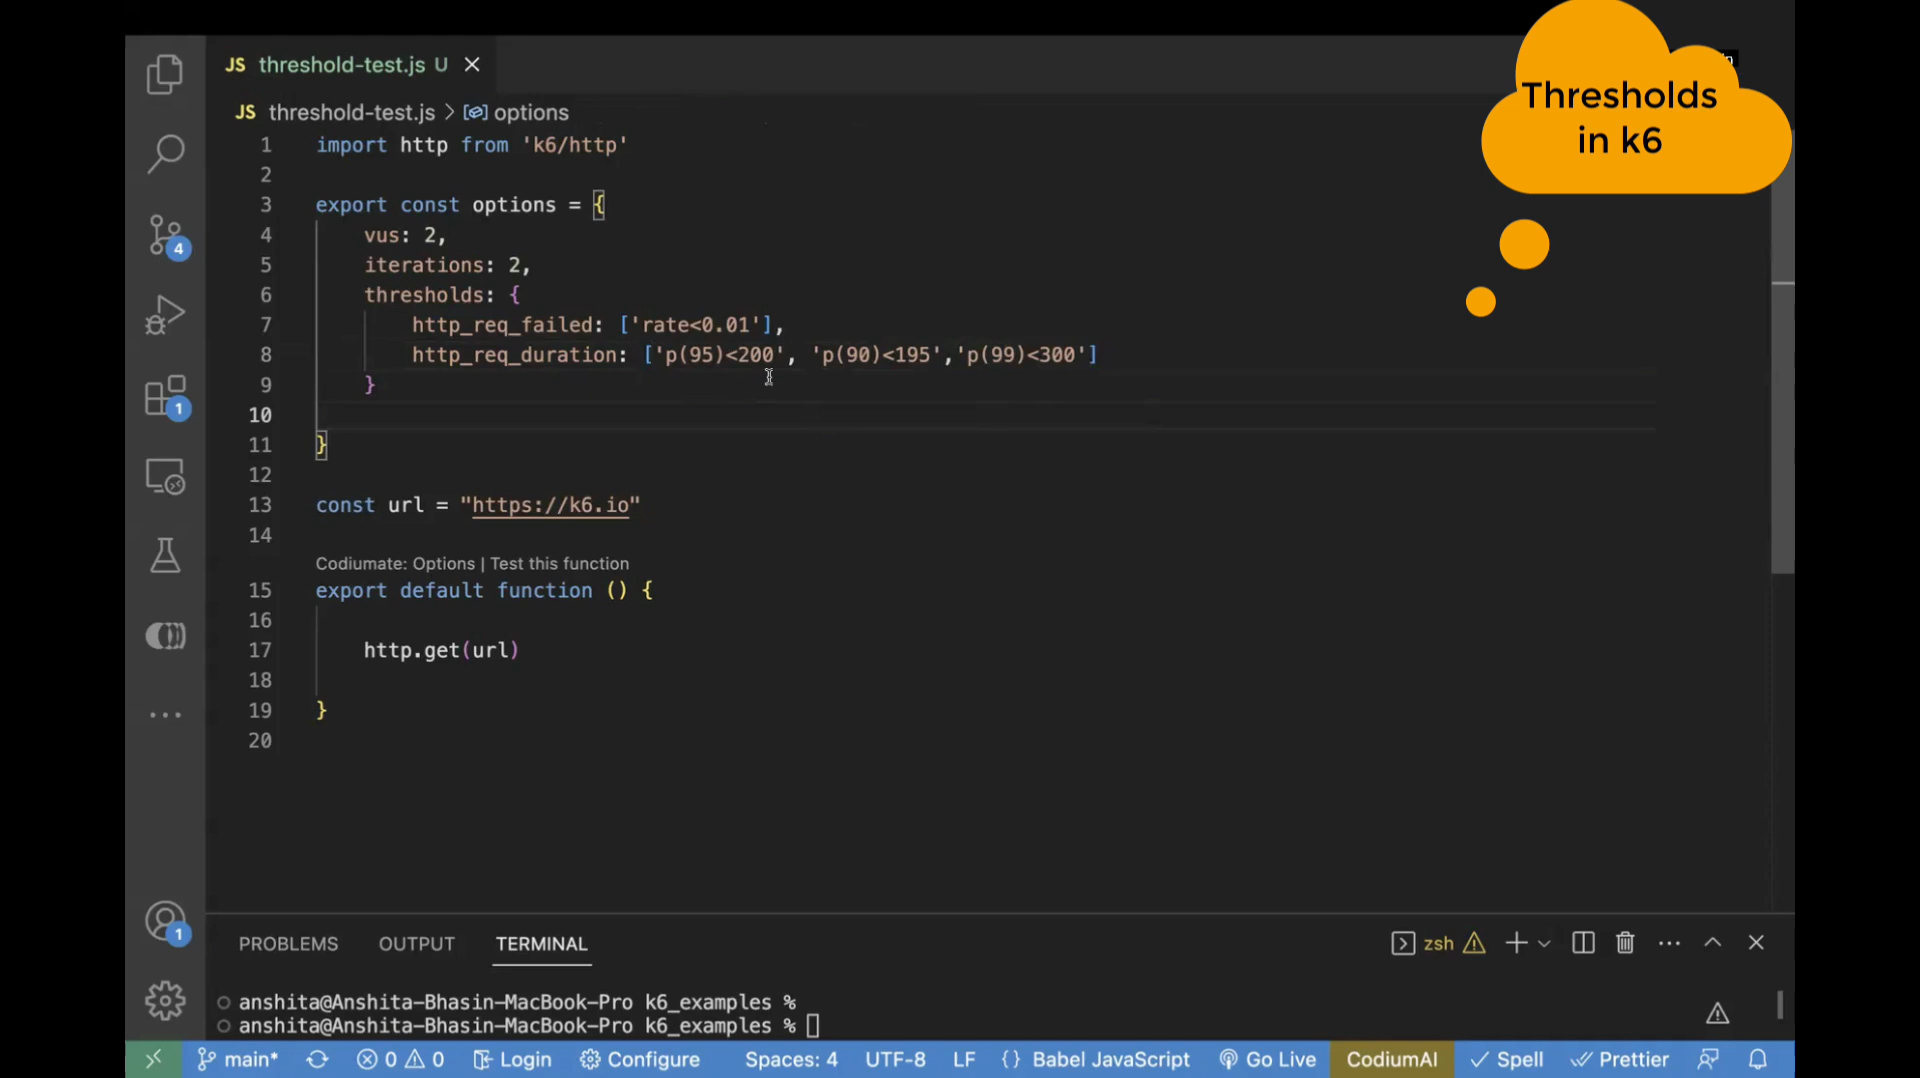 JS threshold-test.js U
Thresholds
in k6
JS threshold-test.js > options
1 import http from 'k6/http'
2
3 export const options = {
4 vus: 2,
5 iterations: 2,
6 thresholds: {
7 http_req_failed: ['rate<0.01'],
8 http_req_duration: ['p(95)<200', 'p(90)<195','p(99)<300']
9 }
10
11 }
12
13 const url = "https://k6.io"
14
Codiumate: Options | Test this function
15 export default function () {
16
17 http.get(url)
18
19 }
20
4
1
1
PROBLEMS OUTPUT TERMINAL zsh
anshita@Anshita-Bhasin-MacBook-Pro k6_examples %
anshita@Anshita-Bhasin-MacBook-Pro k6_examples %
main* 0 0 Login Configure Spaces: 4 UTF-8 LF {} Babel JavaScript Go Live CodiumAI Spell Prettier